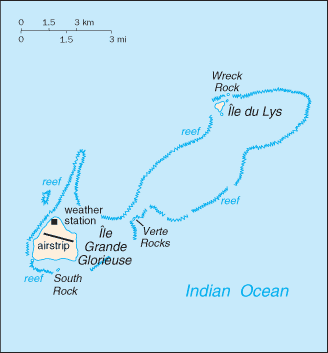 0 1.5 3 km
0 1.5 3 mi
Wreck
Rock
Île du Lys
reef
reef
reef
weather
station
airstrip
Île
Grande
Glorieuse
Verte
Rocks
reef
South
Rock
Indian Ocean